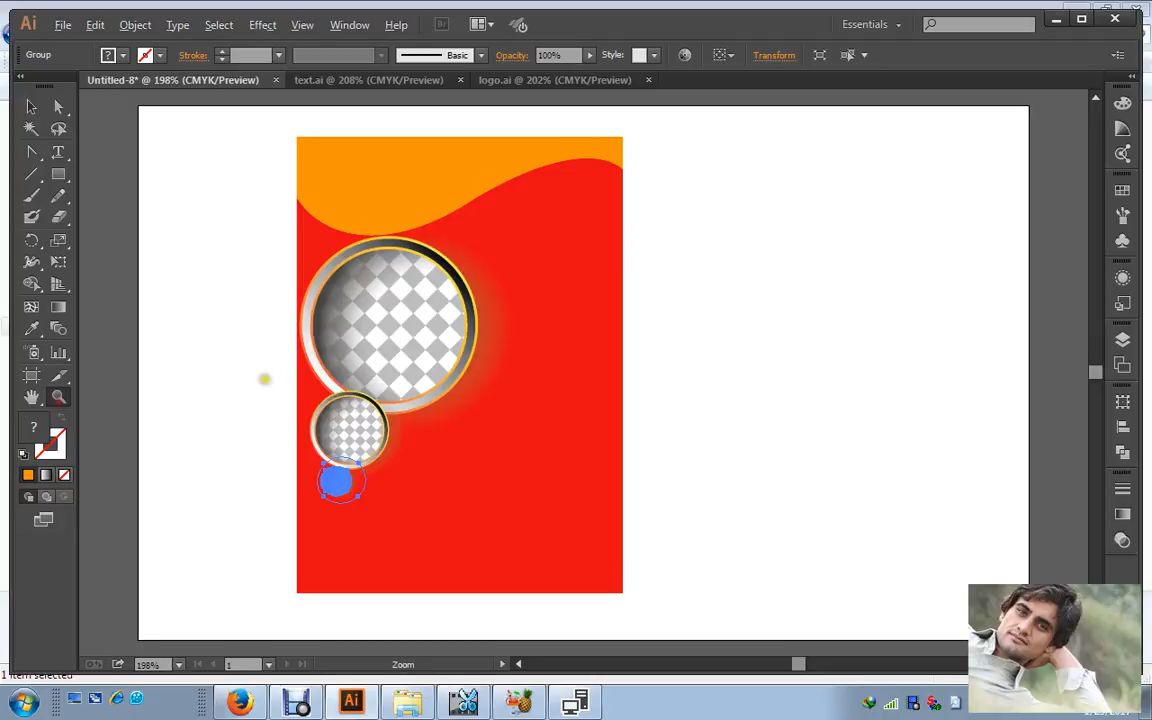 Ai File Edit Object Type Select Effect View Window Help Br Essentials
Group ? Stroke: Basic Opacity: 100% Style: Transform
Untitled-8* @ 198% (CMYK/Preview) × text.ai @ 208% (CMYK/Preview) × logo.ai @ 202% (CMYK/Preview) ×
T
?
198% 1 Zoom
1 item selected
Ai